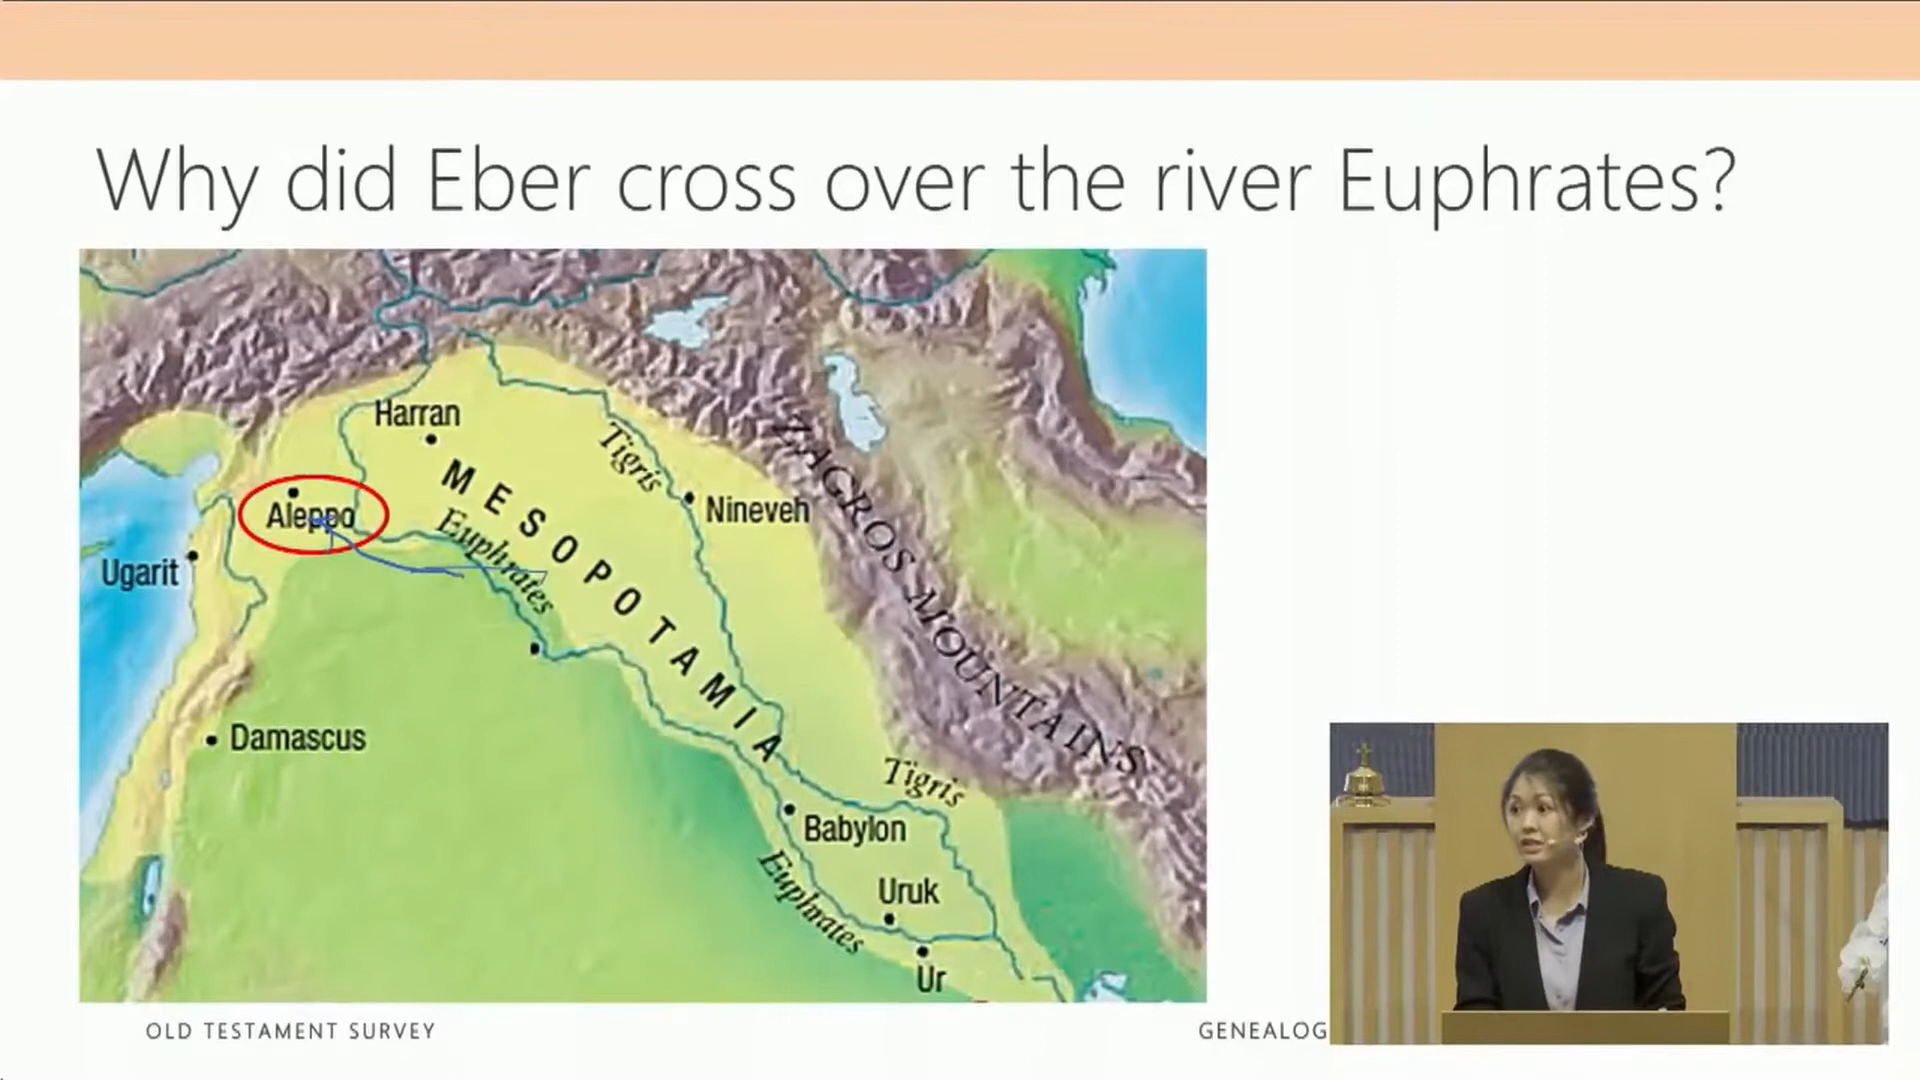 Why did Eber cross over the river Euphrates?
Harran
Tigris
MESOPOTAMIA
Aleppo
Euphrates
Nineveh
ZAGROS MOUNTAINS
Ugarit
Damascus
Tigris
Babylon
Euphrates
Uruk
Ur
OLD TESTAMENT SURVEY
GENEALOG